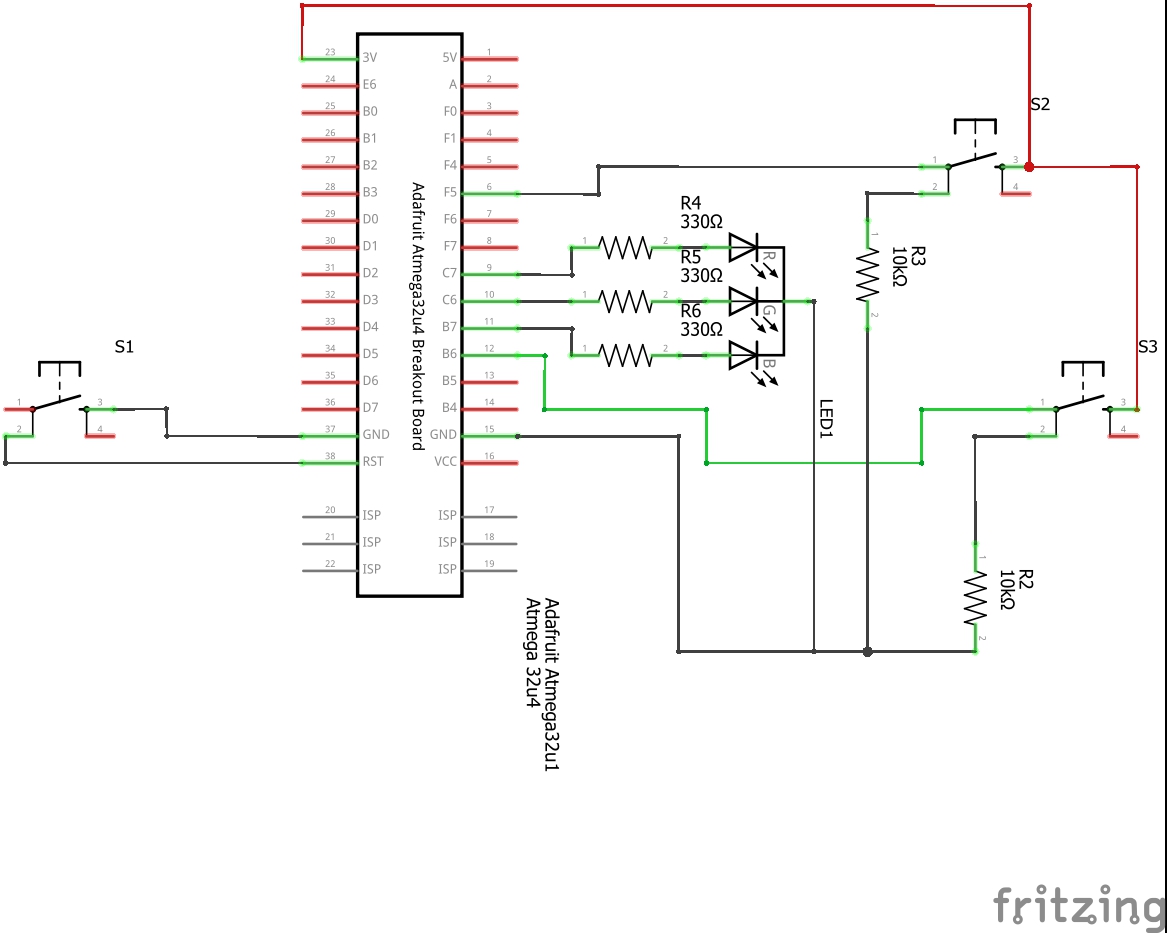 23 3V 5V 1
24 E6 A 2
25 B0 F0 3
26 B1 F1 4
27 B2 F4 5
28 B3 F5 6
29 D0 F6 7
30 D1 F7 8
31 D2 C7 9
32 D3 C6 10
33 D4 B7 11
34 D5 B6 12
35 D6 B5 13
36 D7 B4 14
37 GND GND 15
38 RST VCC 16
20 ISP ISP 17
21 ISP ISP 18
22 ISP ISP 19
Adafruit Atmega32u4 Breakout Board
Adafruit Atmega32u1
Atmega 32u4
S1
1 3
2 4
S2
1 3
2 4
R4
330Ω
1 2
R
R5
330Ω
1 2
G
R6
330Ω
1 2
B
LED1
R3
10kΩ
1
2
S3
1 3
2 4
R2
10kΩ
1
2
fritzing